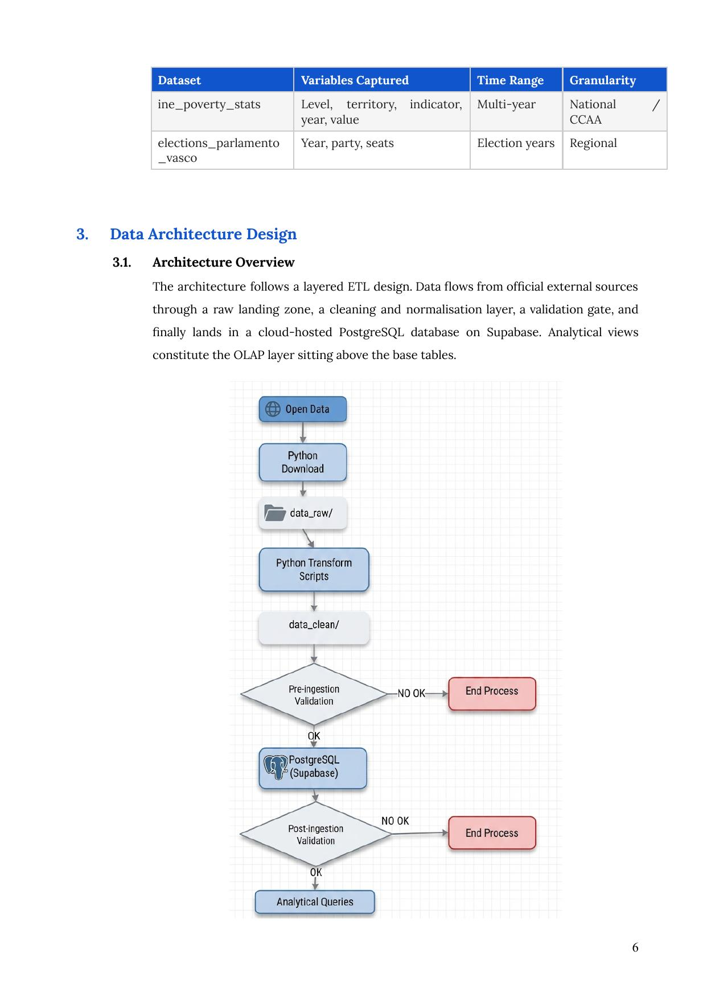 Dataset Variables Captured Time Range Granularity
ine_poverty_stats Level, territory, indicator, Multi-year National /
year, value CCAA
elections_parlamento Year, party, seats Election years Regional
_vasco
3. Data Architecture Design
3.1. Architecture Overview
The architecture follows a layered ETL design. Data flows from official external sources
through a raw landing zone, a cleaning and normalisation layer, a validation gate, and
finally lands in a cloud-hosted PostgreSQL database on Supabase. Analytical views
constitute the OLAP layer sitting above the base tables.
Open Data
Python
Download
data_raw/
Python Transform
Scripts
data_clean/
Pre-ingestion
Validation
NO OK
End Process
OK
PostgreSQL
(Supabase)
Post-ingestion
Validation
NO OK
End Process
OK
Analytical Queries
6